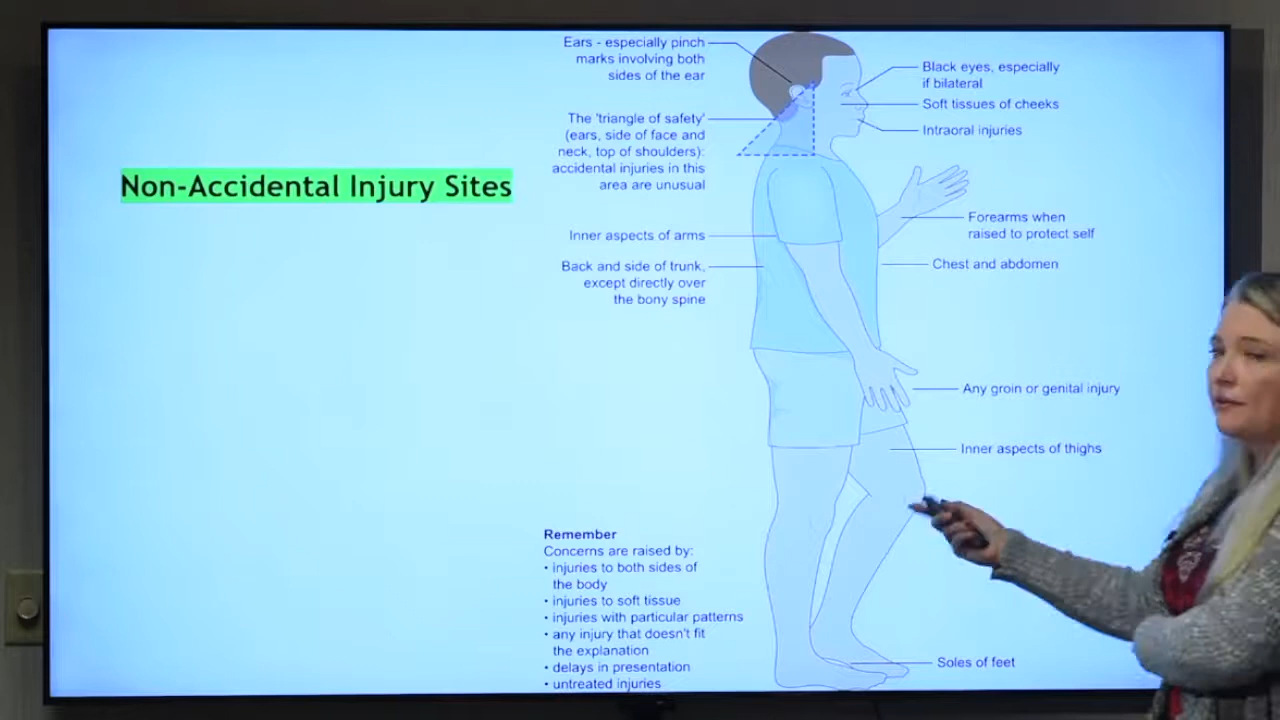 Non-Accidental Injury Sites
Ears - especially pinch
marks involving both
sides of the ear
The 'triangle of safety'
(ears, side of face and
neck, top of shoulders):
accidental injuries in this
area are unusual
Inner aspects of arms
Back and side of trunk,
except directly over
the bony spine
Black eyes, especially
if bilateral
Soft tissues of cheeks
Intraoral injuries
Forearms when
raised to protect self
Chest and abdomen
Any groin or genital injury
Inner aspects of thighs
Soles of feet
Remember
Concerns are raised by:
• injuries to both sides of
the body
• injuries to soft tissue
• injuries with particular patterns
• any injury that doesn't fit
the explanation
• delays in presentation
• untreated injuries